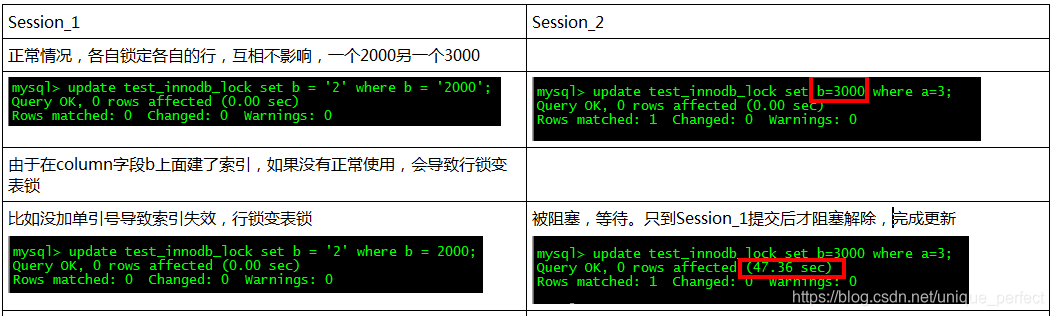 Session_1
Session_2
正常情况，各自锁定各自的行，互相不影响，一个2000另一个3000
mysql> update test_innodb_lock set b = '2' where b = '2000';
Query OK, 0 rows affected (0.00 sec)
Rows matched: 0  Changed: 0  Warnings: 0
mysql> update test_innodb_lock set b=3000 where a=3;
Query OK, 0 rows affected (0.00 sec)
Rows matched: 1  Changed: 0  Warnings: 0
由于在column字段b上面建了索引，如果没有正常使用，会导致行锁变
表锁
比如没加单引号导致索引失效，行锁变表锁
被阻塞，等待。只到Session_1提交后才阻塞解除，完成更新
mysql> update test_innodb_lock set b = '2' where b = 2000;
Query OK, 0 rows affected (0.00 sec)
Rows matched: 0  Changed: 0  Warnings: 0
mysql> update test_innodb_lock set b=3000 where a=3;
Query OK, 0 rows affected (47.36 sec)
Rows matched: 1  Changed: 0  Warnings: 0
https://blog.csdn.net/unique_perfect